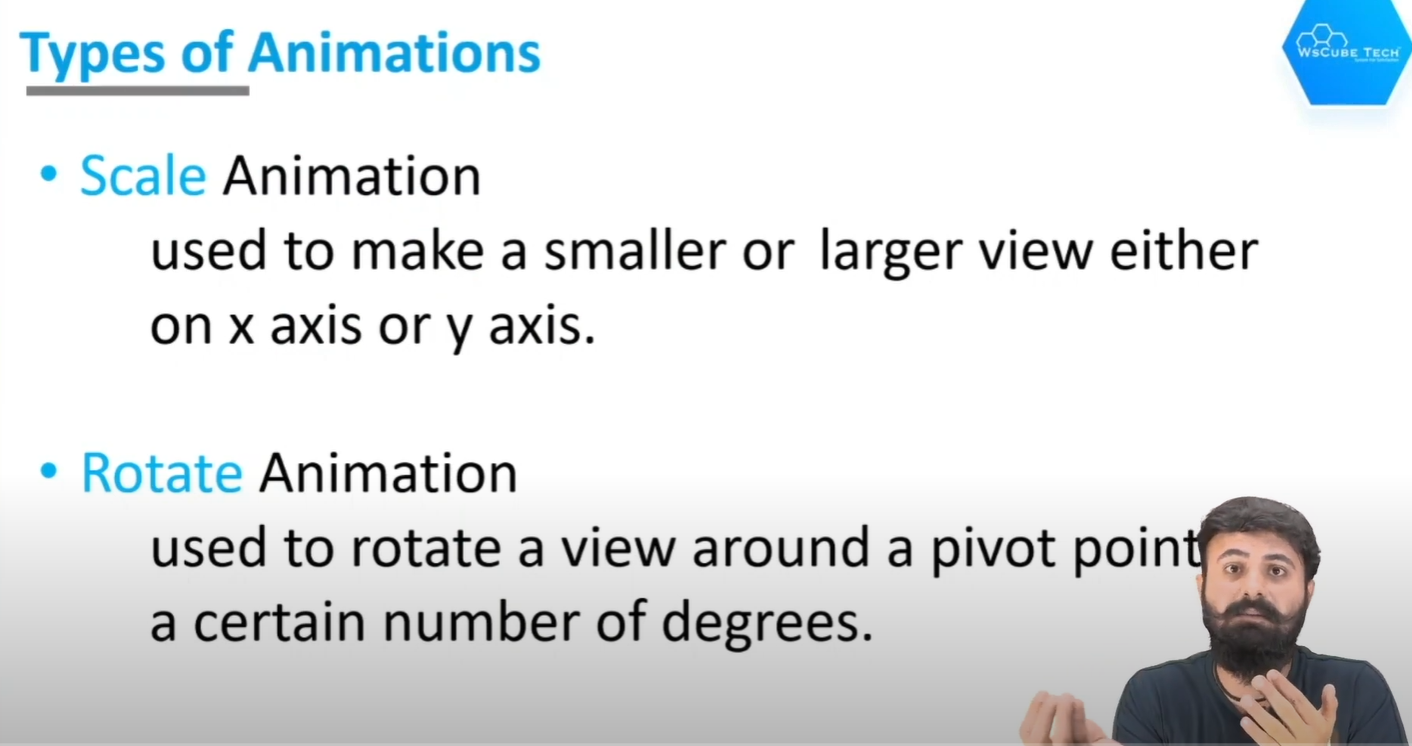 Types of Animations
WSCUBE TECH
• Scale Animation
used to make a smaller or larger view either
on x axis or y axis.
• Rotate Animation
used to rotate a view around a pivot point
a certain number of degrees.